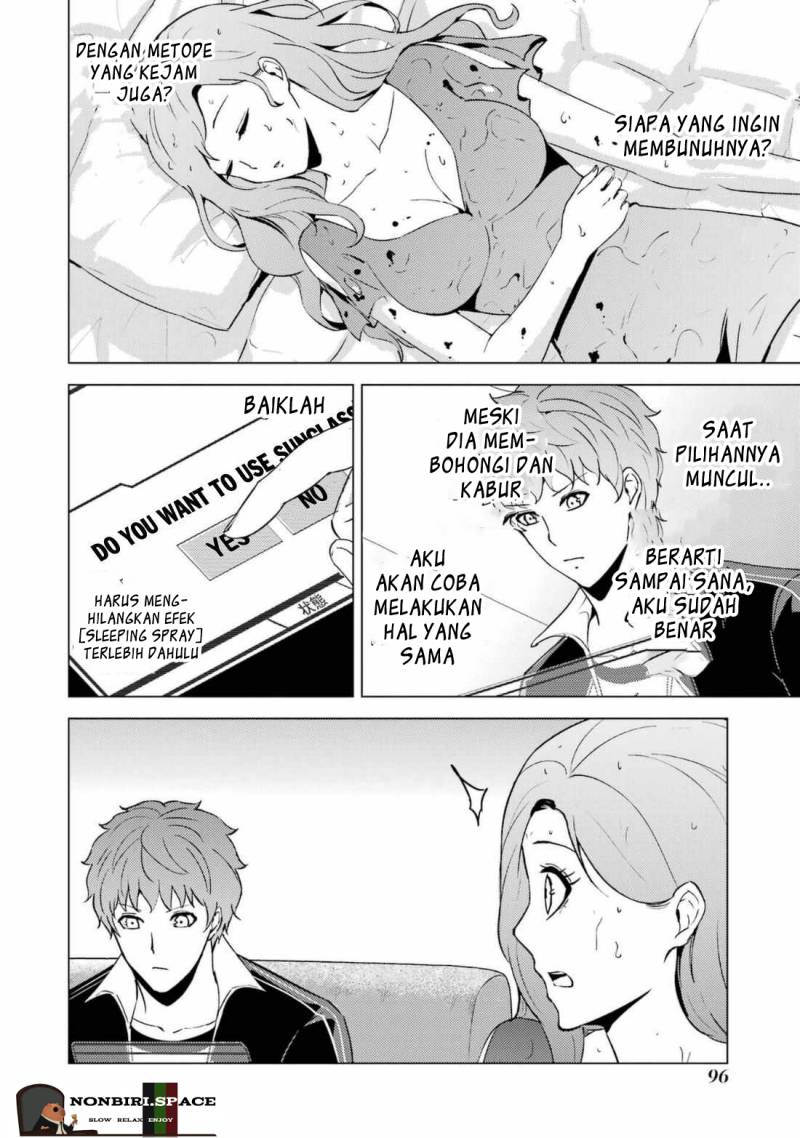 SIAPA YANG INGIN
MEMBUNUHNYA?
DENGAN METODE
YANG KEJAM
JUGA?
SAAT
PILIHANNYA
MUNCUL..
BERARTI
SAMPAI SANA,
AKU SUDAH
BENAR
MESKI
DIA MEM-
BOHONGI DAN
KABUR
AKU
AKAN COBA
MELAKUKAN
HAL YANG
SAMA
BAIKLAH
DO YOU WANT TO USE SUNGLASS
YES
NO
HARUS MENG-
HILANGKAN EFEK
[SLEEPING SPRAY]
TERLEBIH DAHULU
状態
96
NONBIRI.SPACE
SLOW RELAX ENJOY